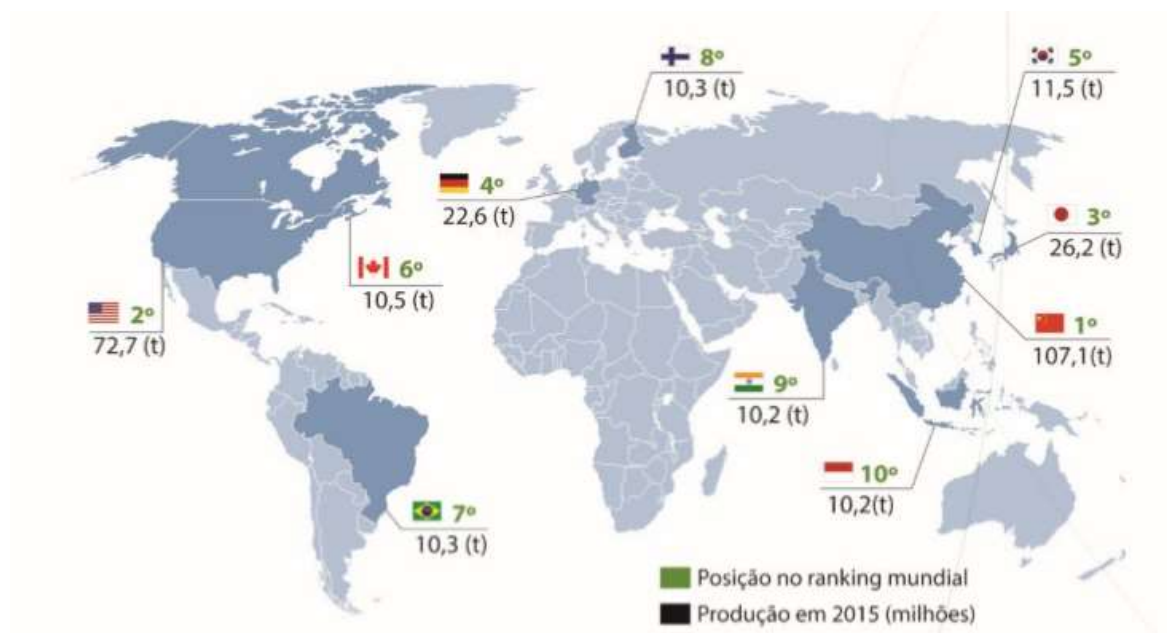 8º
10,3 (t)
5º
11,5 (t)
4º
22,6 (t)
3º
26,2 (t)
6º
10,5 (t)
2º
72,7 (t)
1º
107,1(t)
9º
10,2 (t)
10º
10,2(t)
7º
10,3 (t)
Posição no ranking mundial
Produção em 2015 (milhões)